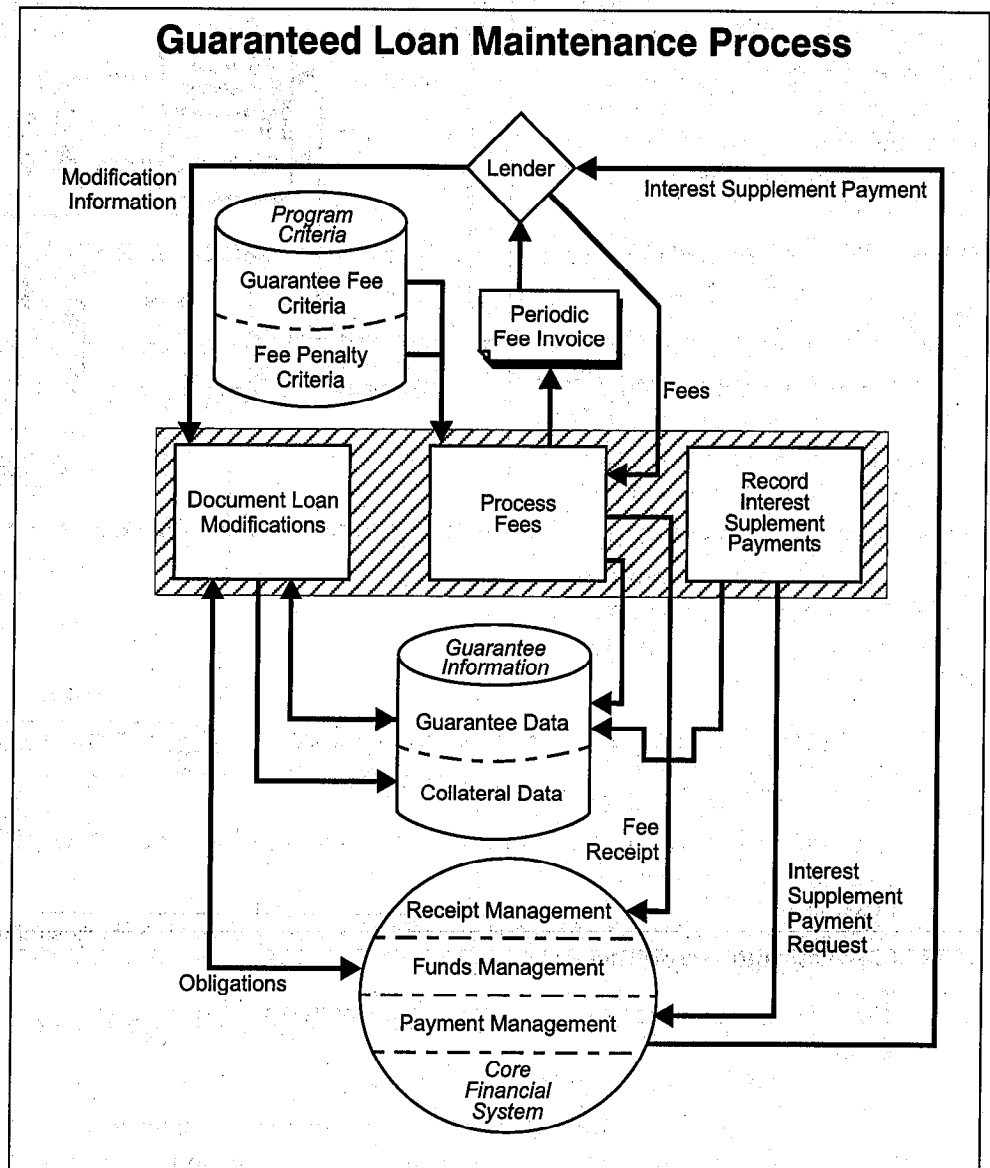 Guaranteed Loan Maintenance Process
Lender
Modification
Information
Interest Supplement Payment
Program
Criteria
Guarantee Fee
Criteria
Fee Penalty
Criteria
Periodic
Fee Invoice
Fees
Document Loan
Modifications
Process
Fees
Record
Interest
Suplement
Payments
Guarantee
Information
Guarantee Data
Collateral Data
Fee
Receipt
Interest
Supplement
Payment
Request
Receipt Management
Funds Management
Obligations
Payment Management
Core
Financial
System